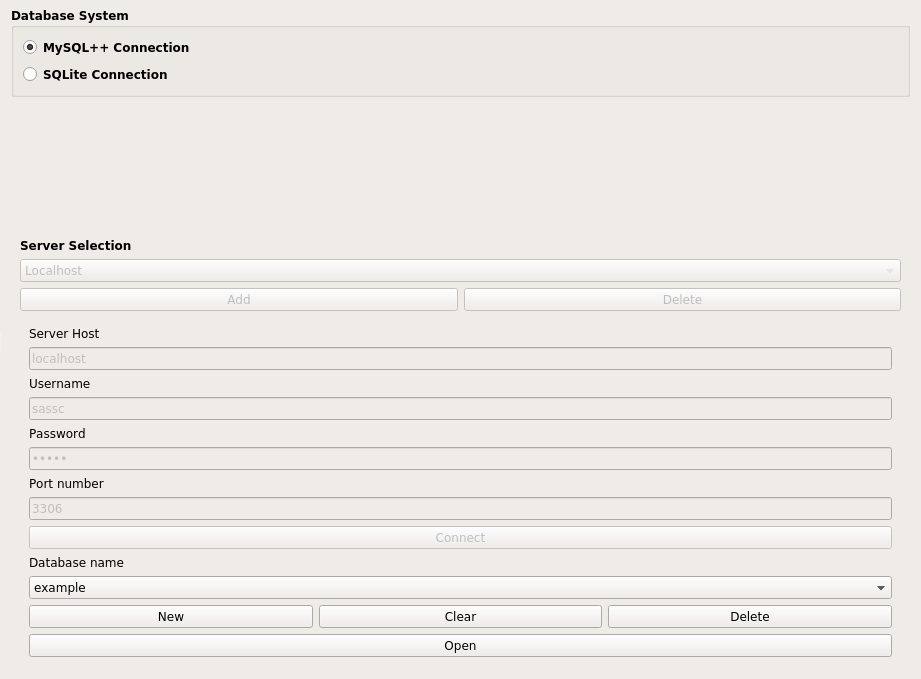 Database System
MySQL++ Connection
SQLite Connection
Server Selection
Localhost
Add Delete
Server Host
localhost
Username
sassc
Password
•••••
Port number
3306
Connect
Database name
example
New Clear Delete
Open